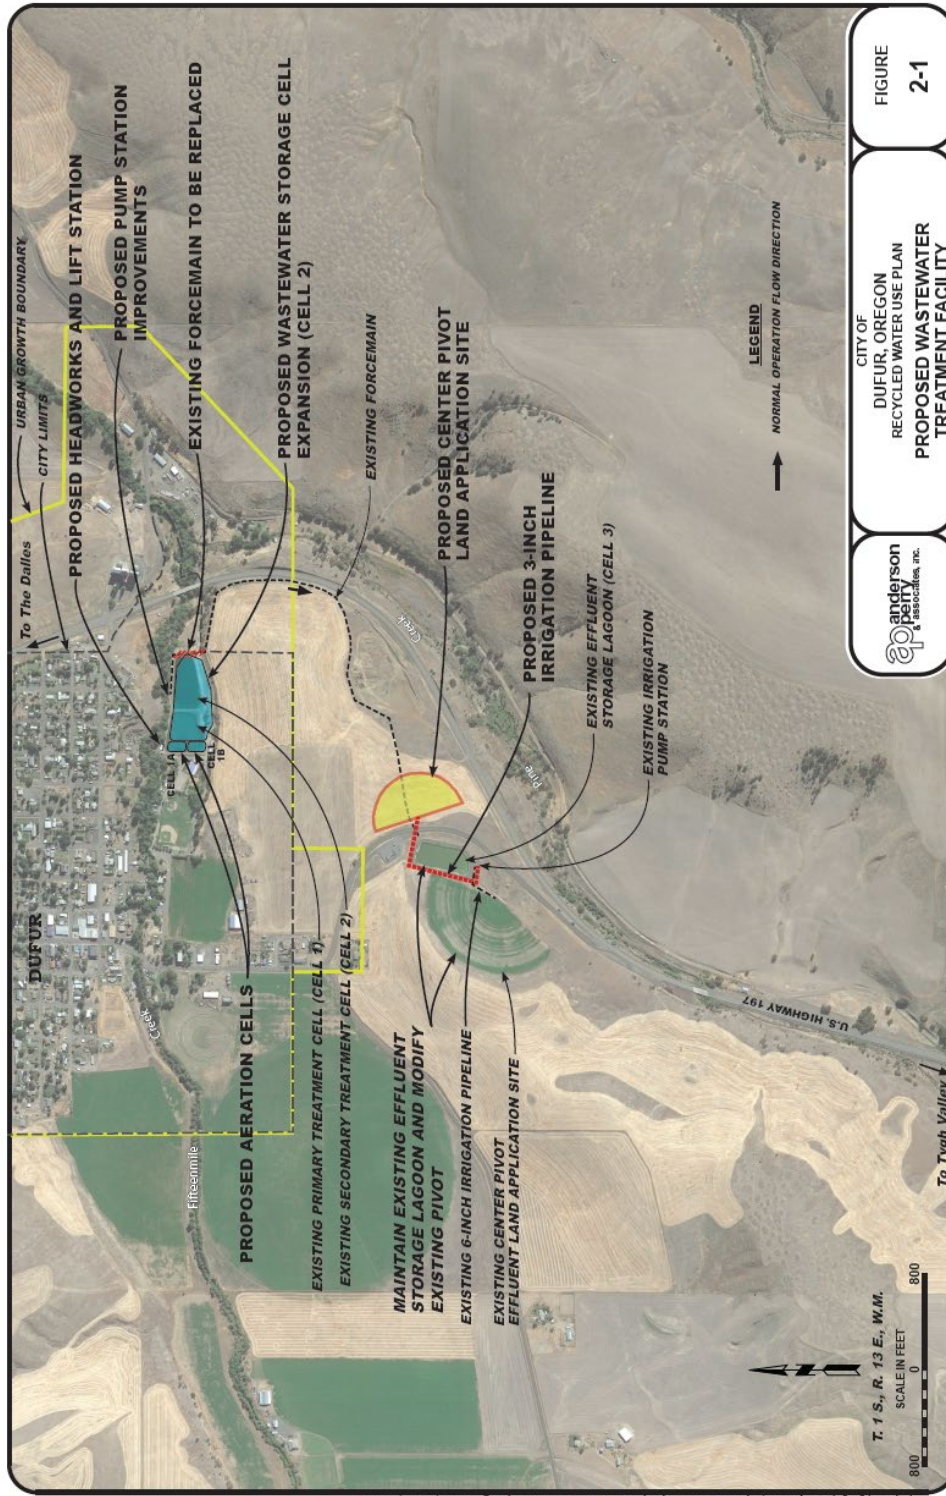 URBAN GROWTH BOUNDARY
CITY LIMITS
PROPOSED HEADWORKS AND LIFT STATION
PROPOSED PUMP STATION
IMPROVEMENTS
EXISTING FORCEMAIN TO BE REPLACED
PROPOSED WASTEWATER STORAGE CELL
EXPANSION (CELL 2)
EXISTING FORCEMAIN
PROPOSED CENTER PIVOT
LAND APPLICATION SITE
PROPOSED 3-INCH
IRRIGATION PIPELINE
EXISTING EFFLUENT
STORAGE LAGOON (CELL 3)
EXISTING IRRIGATION
PUMP STATION
To The Dalles
CELL 1A
CELL
1B
DUFUR
Creek
Fifteenmile
Creek
Pine
PROPOSED AERATION CELLS
EXISTING PRIMARY TREATMENT CELL (CELL 1)
EXISTING SECONDARY TREATMENT CELL (CELL 2)
MAINTAIN EXISTING EFFLUENT
STORAGE LAGOON AND MODIFY
EXISTING PIVOT
EXISTING 6-INCH IRRIGATION PIPELINE
EXISTING CENTER PIVOT
EFFLUENT LAND APPLICATION SITE
U.S. HIGHWAY 197
To Tygh Valley
T. 1 S., R. 13 E., W.M.
SCALE IN FEET
800 0 800
LEGEND
NORMAL OPERATION FLOW DIRECTION
ap anderson
perry
& associates, inc.
CITY OF
DUFUR, OREGON
RECYCLED WATER USE PLAN
PROPOSED WASTEWATER
TREATMENT FACILITY
FIGURE
2-1